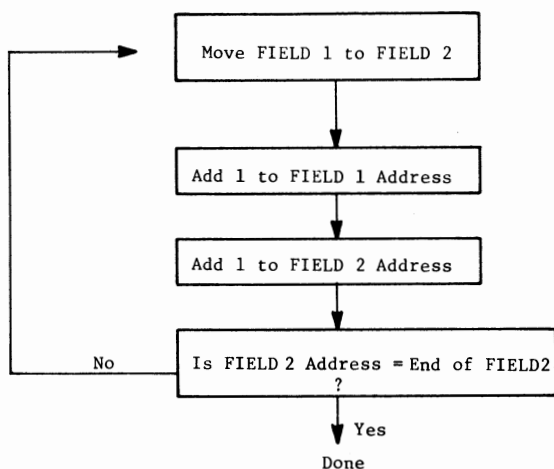 Move FIELD 1 to FIELD 2
Add 1 to FIELD 1 Address
Add 1 to FIELD 2 Address
Is FIELD 2 Address = End of FIELD2
?
No
Yes
Done